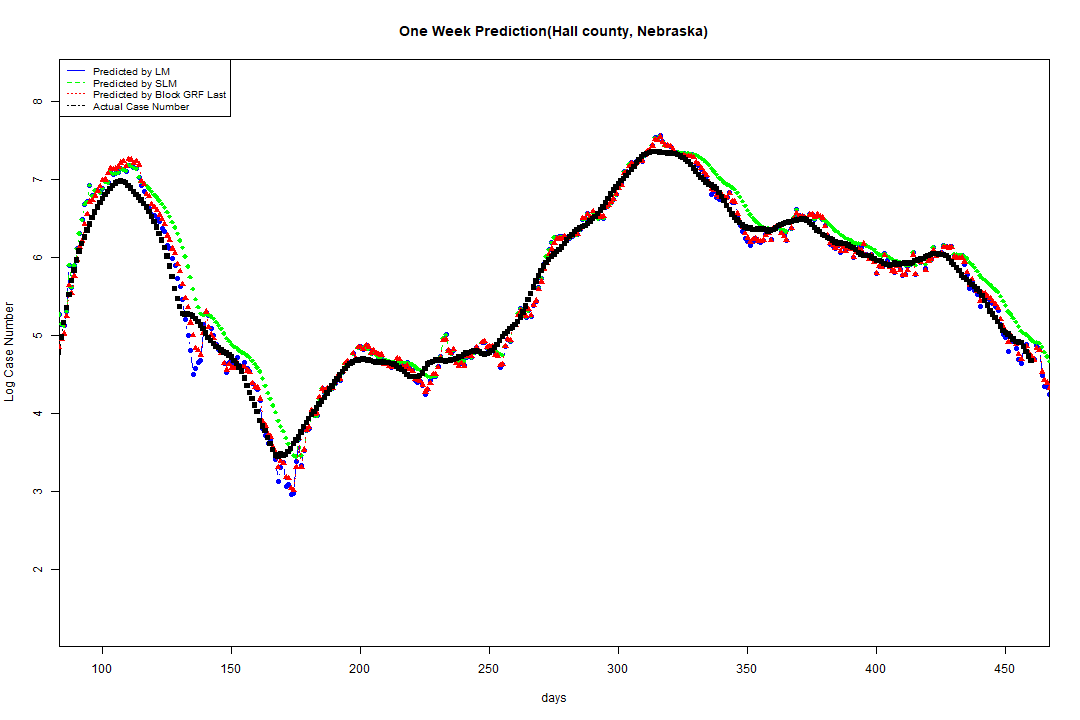 One Week Prediction(Hall county, Nebraska)
Predicted by LM
Predicted by SLM
Predicted by Block GRF Last
Actual Case Number
8
7
6
5
4
3
2
Log Case Number
100 150 200 250 300 350 400 450
days